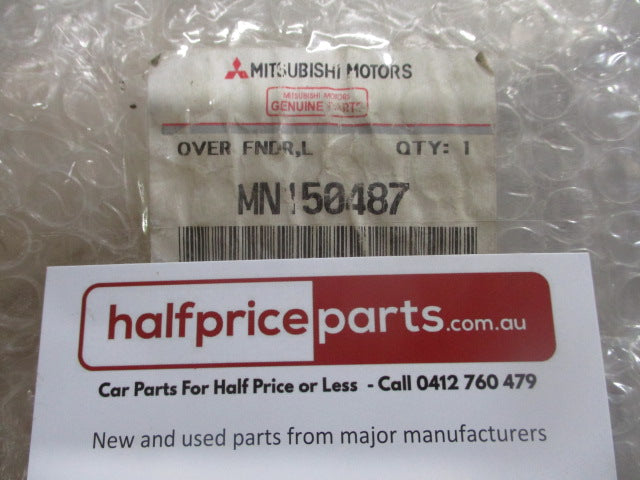 MITSUBISHI MOTORS
MITSUBISHI MOTORS
GENUINE PARTS
OVER FNDR,L QTY: 1
MN150487
halfpriceparts.com.au
Car Parts For Half Price or Less - Call 0412 760 479
New and used parts from major manufacturers